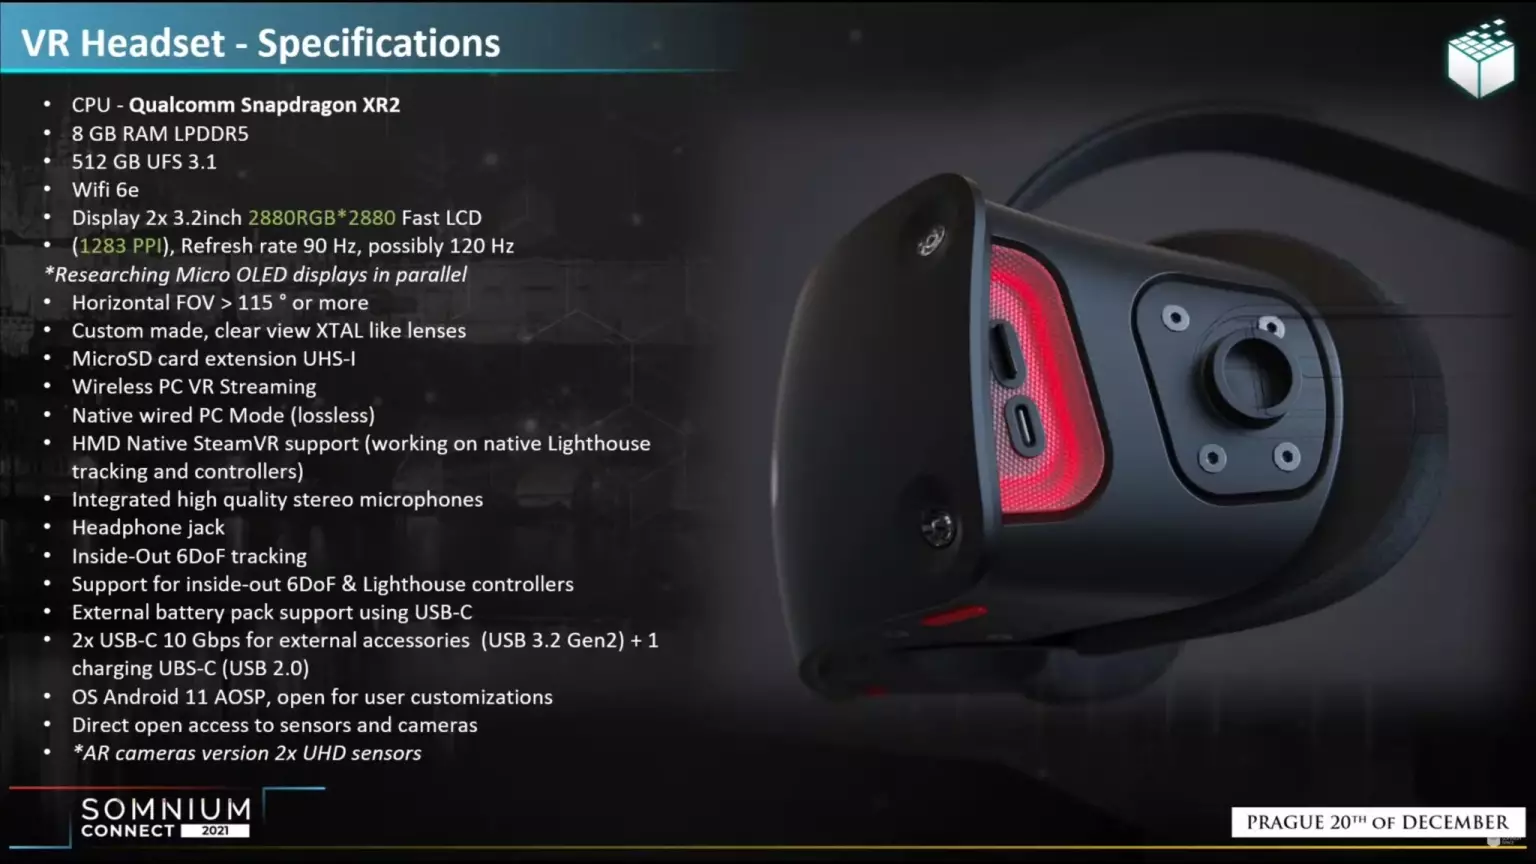 VR Headset - Specifications
• CPU - Qualcomm Snapdragon XR2
• 8 GB RAM LPDDR5
• 512 GB UFS 3.1
• Wifi 6e
• Display 2x 3.2inch 2880RGB*2880 Fast LCD
• (1283 PPI), Refresh rate 90 Hz, possibly 120 Hz
*Researching Micro OLED displays in parallel
• Horizontal FOV > 115 ° or more
• Custom made, clear view XTAL like lenses
• MicroSD card extension UHS-I
• Wireless PC VR Streaming
• Native wired PC Mode (lossless)
• HMD Native SteamVR support (working on native Lighthouse
tracking and controllers)
• Integrated high quality stereo microphones
• Headphone jack
• Inside-Out 6DoF tracking
• Support for inside-out 6DoF & Lighthouse controllers
• External battery pack support using USB-C
• 2x USB-C 10 Gbps for external accessories (USB 3.2 Gen2) + 1
charging UBS-C (USB 2.0)
• OS Android 11 AOSP, open for user customizations
• Direct open access to sensors and cameras
• *AR cameras version 2x UHD sensors
SOMNIUM
CONNECT 2021
PRAGUE 20TH OF DECEMBER